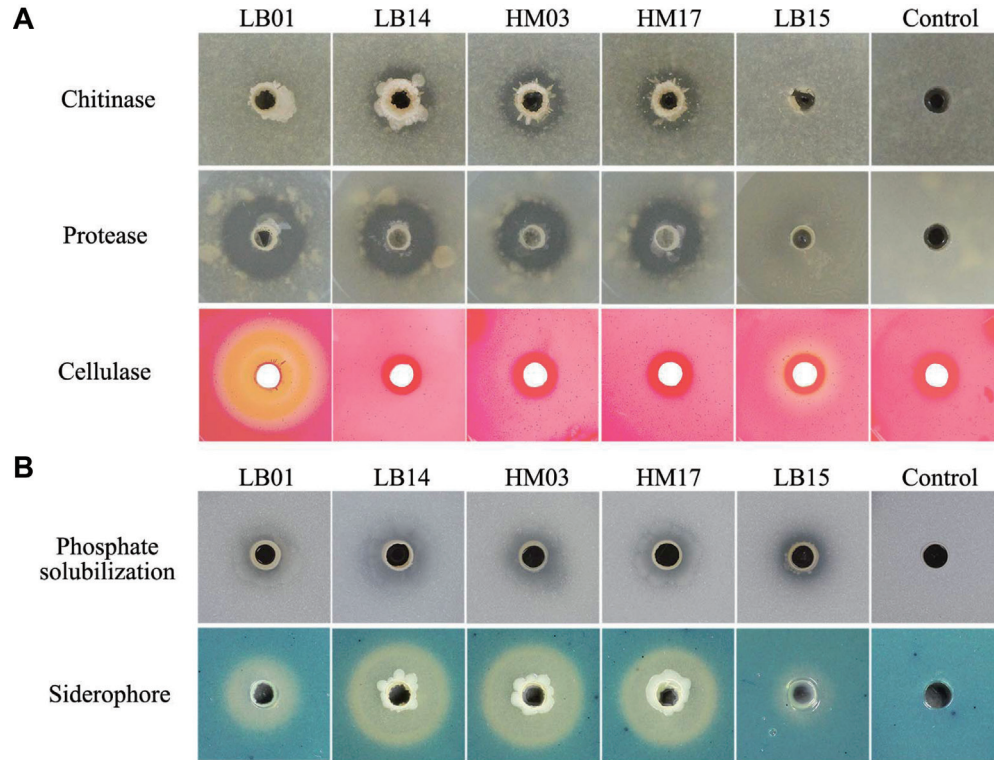 A
LB01 LB14 HM03 HM17 LB15 Control
Chitinase
Protease
Cellulase
B
LB01 LB14 HM03 HM17 LB15 Control
Phosphate
solubilization
Siderophore